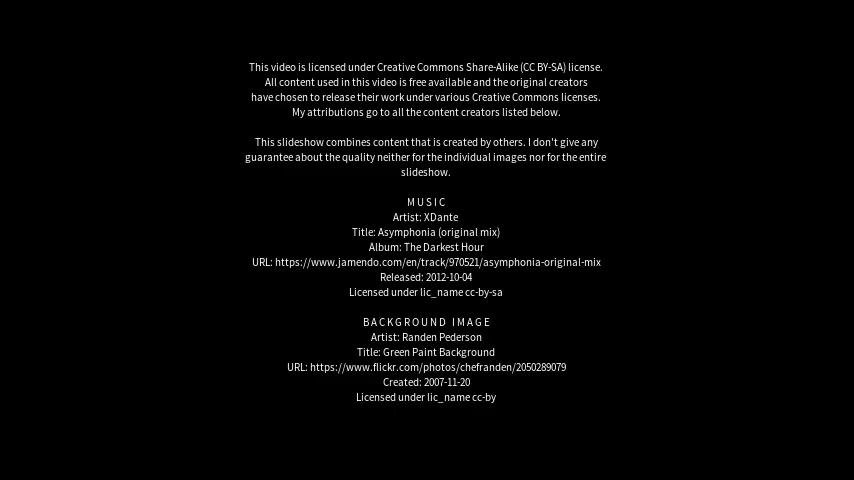 This video is licensed under Creative Commons Share-Alike (CC BY-SA) license.
All content used in this video is free available and the original creators
have chosen to release their work under various Creative Commons licenses.
My attributions go to all the content creators listed below.
This slideshow combines content that is created by others. I don't give any
guarantee about the quality neither for the individual images nor for the entire
slideshow.
M U S I C
Artist: XDante
Title: Asymphonia (original mix)
Album: The Darkest Hour
URL: https://www.jamendo.com/en/track/970521/asymphonia-original-mix
Released: 2012-10-04
Licensed under lic_name cc-by-sa
B A C K G R O U N D   I M A G E
Artist: Randen Pederson
Title: Green Paint Background
URL: https://www.flickr.com/photos/chefranden/2050289079
Created: 2007-11-20
Licensed under lic_name cc-by